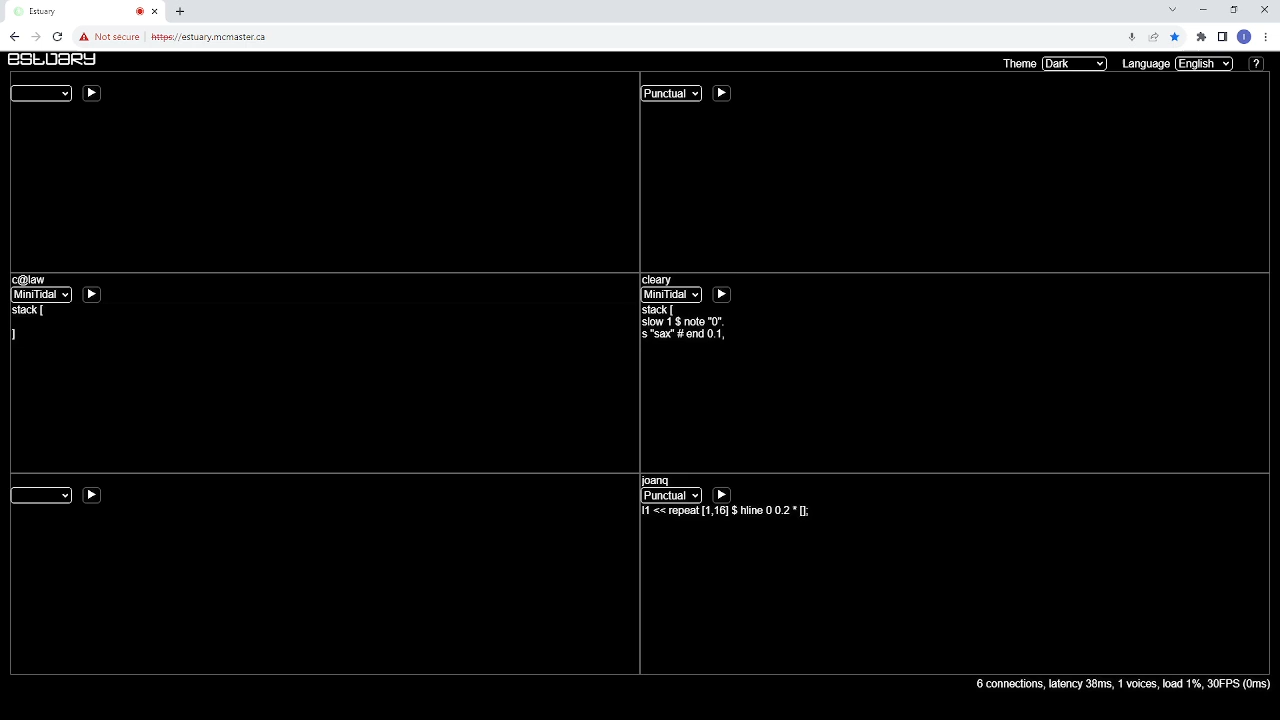 Estuary
Not secure https://estuary.mcmaster.ca
estuary
Theme Dark Language English ?
Punctual
c@law
MiniTidal
stack [
]
cleary
MiniTidal
stack [
slow 1 $ note "0".
s "sax" # end 0.1,
joanq
Punctual
l1 << repeat [1,16] $ hline 0 0.2 * [];
6 connections, latency 38ms, 1 voices, load 1%, 30FPS (0ms)